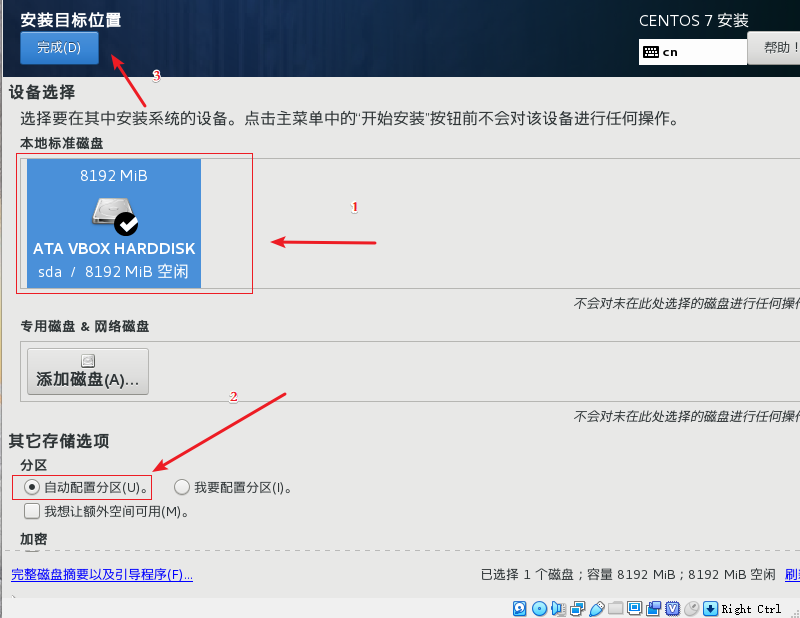 安装目标位置
CENTOS 7 安装
完成(D)
cn
帮助！
3
设备选择
选择要在其中安装系统的设备。点击主菜单中的“开始安装”按钮前不会对该设备进行任何操作。
本地标准磁盘
8192 MiB
1
ATA VBOX HARDDISK
sda / 8192 MiB 空闲
不会对未在此处选择的磁盘进行任何操作
专用磁盘 & 网络磁盘
添加磁盘(A)...
2
不会对未在此处选择的磁盘进行任何操作
其它存储选项
分区
自动配置分区(U)。
我要配置分区(I)。
我想让额外空间可用(M)。
加密
完整磁盘摘要以及引导程序(F)...
已选择 1 个磁盘；容量 8192 MiB；8192 MiB 空闲
Right Ctrl